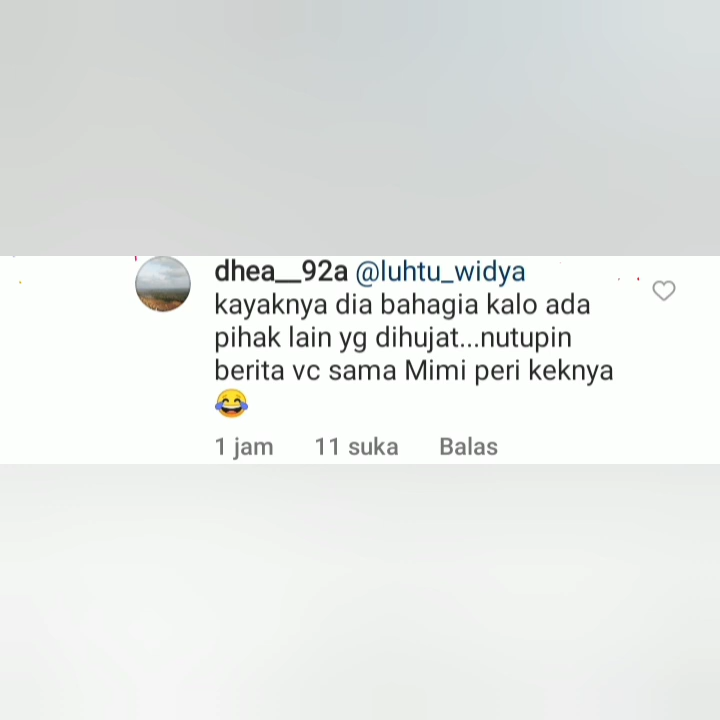 dhea__92a @luhtu_widya
kayaknya dia bahagia kalo ada
pihak lain yg dihujat...nutupin
berita vc sama Mimi peri keknya
😂
1 jam 11 suka Balas